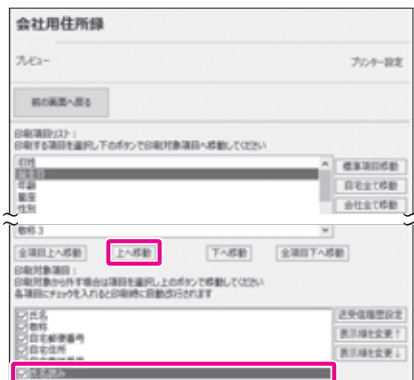 会社用住所録
プレビュー
プリンター設定
前の画面へ戻る
印刷項目リスト:
印刷する項目を選択し下のボタンで印刷対象項目へ移動してください
旧姓
誕生日
年齢
星座
性別
標準項目移動
自宅全て移動
会社全て移動
敬称3
全項目上へ移動
上へ移動
下へ移動
全項目下へ移動
印刷対象項目:
印刷対象から外す場合は項目を選択し上のボタンで移動してください
各項目にチェックを入れると印刷時に自動改行されます
氏名
敬称
自宅郵便番号
自宅住所
氏名読み
送受信履歴設定
表示順を変更↑
表示順を変更↓